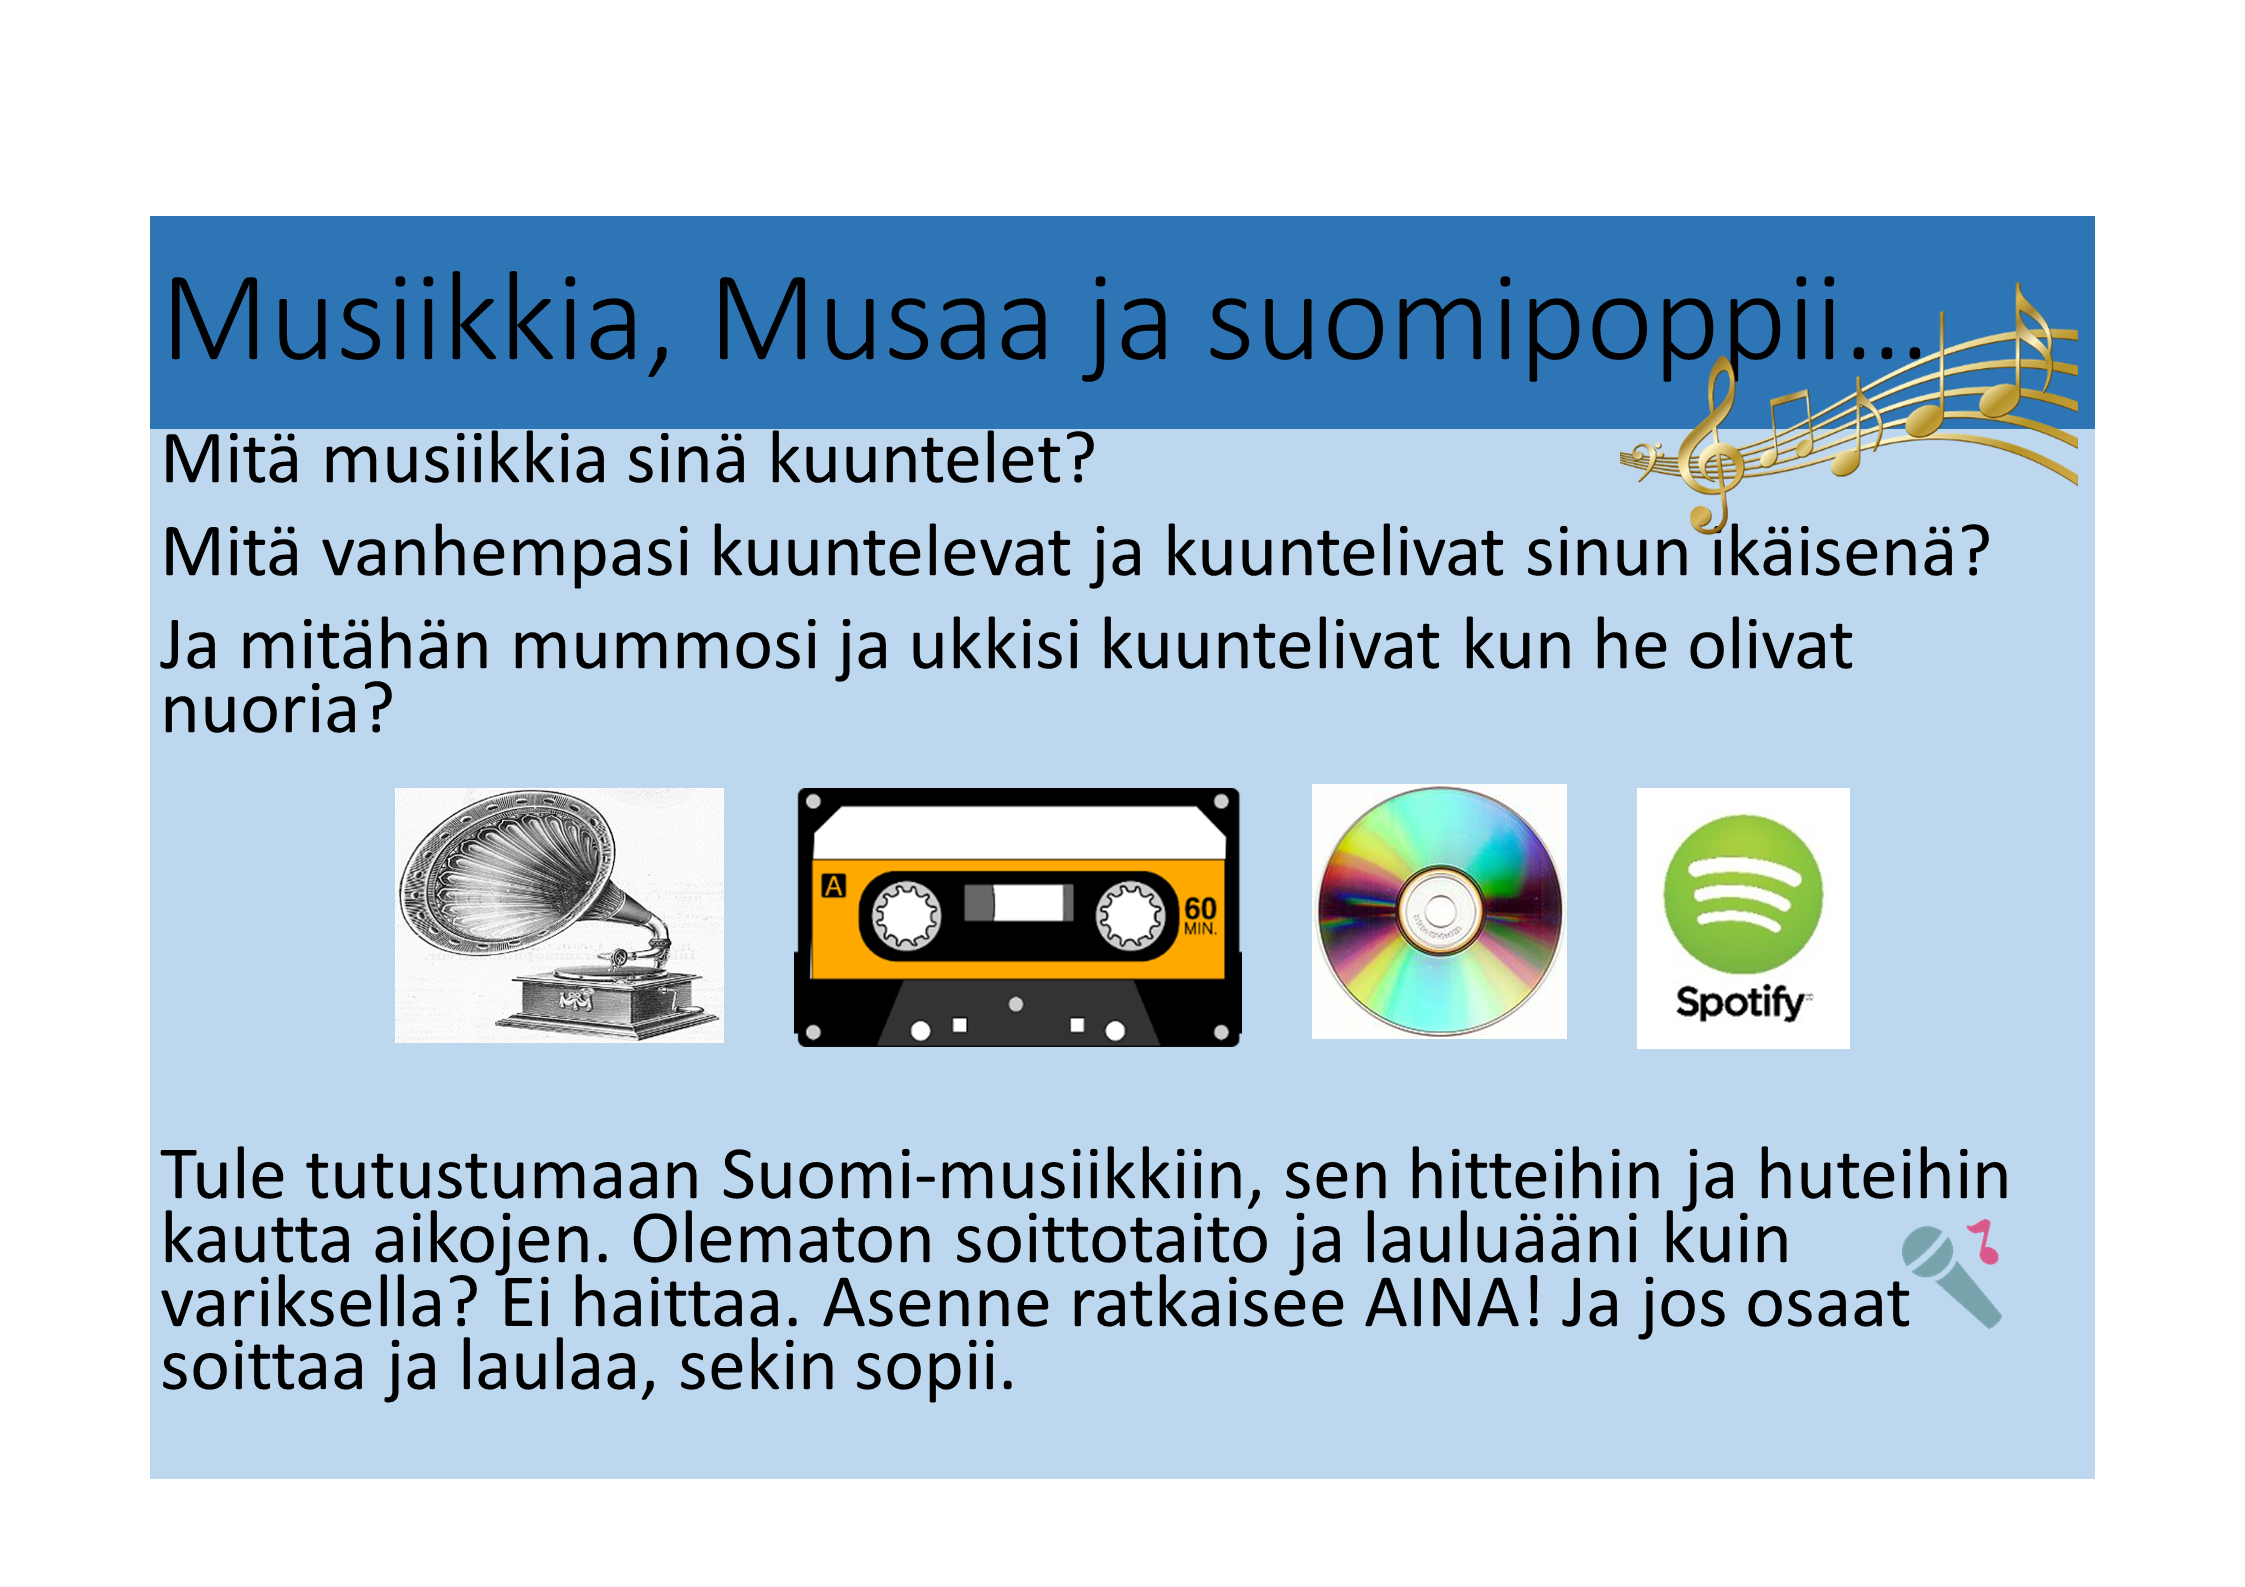 Musiikkia, Musaa ja suomipoppii...
Mitä musiikkia sinä kuuntelet?
Mitä vanhempasi kuuntelevat ja kuuntelivat sinun ikäisenä?
Ja mitähän mummosi ja ukkisi kuuntelivat kun he olivat
nuoria?
A
60
MIN.
Spotify
Tule tutustumaan Suomi-musiikkiin, sen hitteihin ja huteihin
kautta aikojen. Olematon soittotaito ja lauluääni kuin
variksella? Ei haittaa. Asenne ratkaisee AINA! Ja jos osaat
soittaa ja laulaa, sekin sopii.